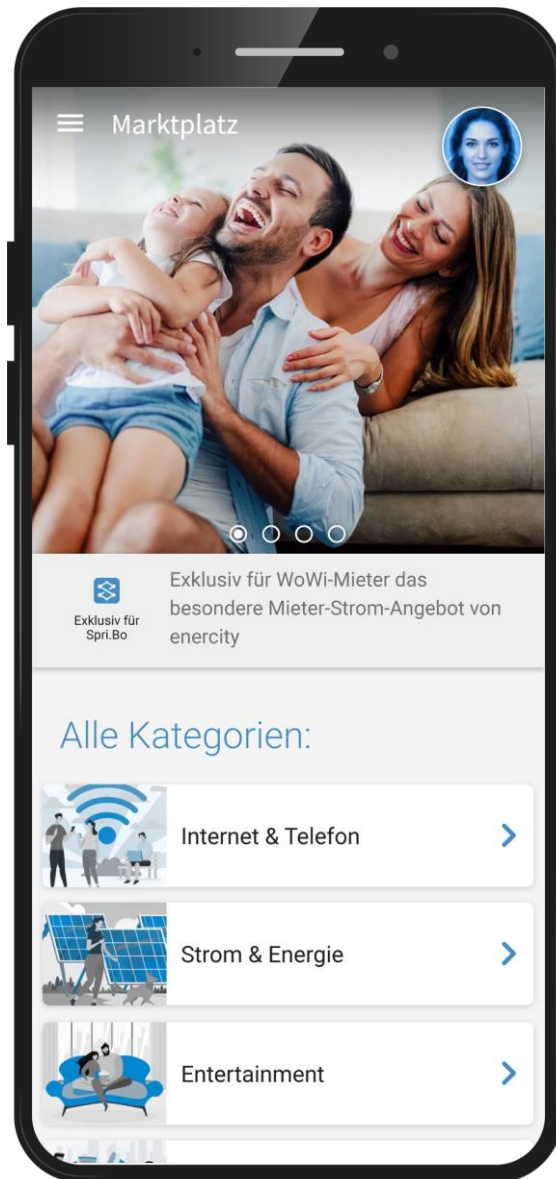 Marktplatz
Exklusiv für
Spri.Bo
Exklusiv für WoWi-Mieter das
besondere Mieter-Strom-Angebot von
enercity
Alle Kategorien:
Internet & Telefon
Strom & Energie
Entertainment